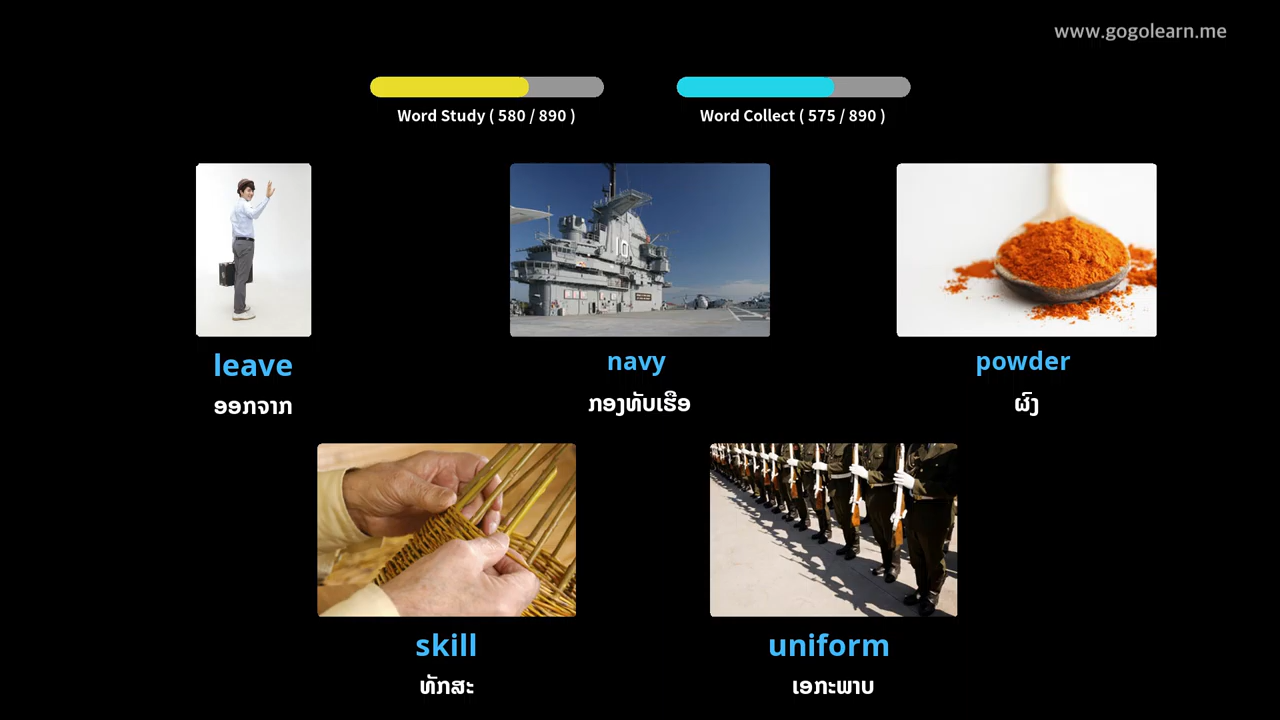 www.gogolearn.me
Word Study ( 580 / 890 )
Word Collect ( 575 / 890 )
leave
navy
powder
ອອກຈາກ
ກອງທັບເຮືອ
ຜົງ
skill
uniform
ທັກສະ
ເອກະພາບ